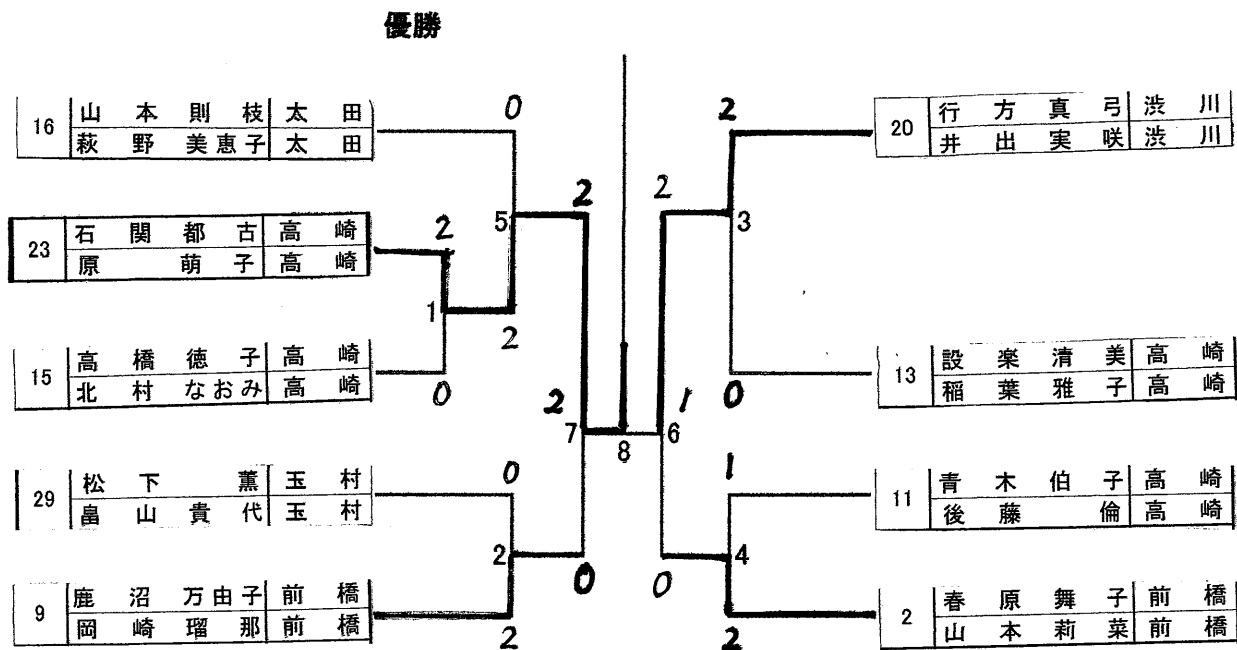 優勝
16 山本則枝 太田
萩野美恵子 太田
0
23 石関都古 高崎
原 萌子 高崎
2
5
2
1
2
15 高橋徳子 高崎
北村なおみ 高崎
0
2
7
8
29 松下 薫 玉村
畠山貴代 玉村
0
2
0
9 鹿沼万由子 前橋
岡崎瑠那 前橋
2
2
20 行方真弓 渋川
井出実咲 渋川
2
3
13 設楽清美 高崎
稲葉雅子 高崎
0
1
6
11 青木伯子 高崎
後藤 倫 高崎
1
4
0
2 春原舞子 前橋
山本莉菜 前橋
2